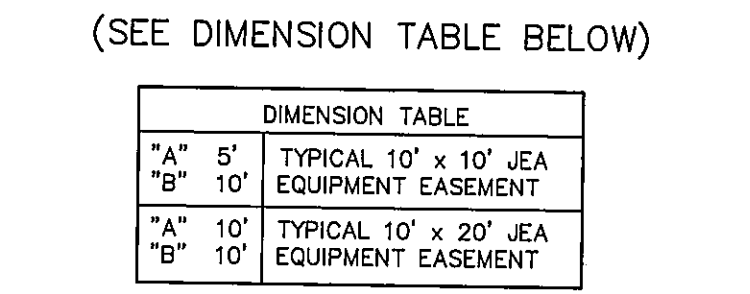 (SEE DIMENSION TABLE BELOW)
DIMENSION TABLE
"A" 5' TYPICAL 10' x 10' JEA
"B" 10' EQUIPMENT EASEMENT
"A" 10' TYPICAL 10' x 20' JEA
"B" 10' EQUIPMENT EASEMENT